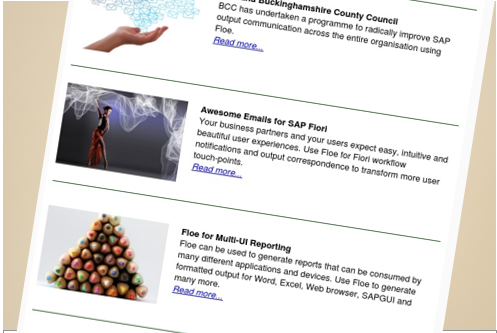 nd Buckinghamshire County Council
BCC has undertaken a programme to radically improve SAP
output communication across the entire organisation using
Floe.
Read more...
Awesome Emails for SAP Fiori
Your business partners and your users expect easy, intuitive and
beautiful user experiences. Use Floe for Fiori workflow
notifications and output correspondence to transform more user
touch-points.
Read more...
Floe for Multi-UI Reporting
Floe can be used to generate reports that can be consumed by
many different applications and devices. Use Floe to generate
formatted output for Word, Excel, Web browser, SAPGUI and
many more.
Read more...